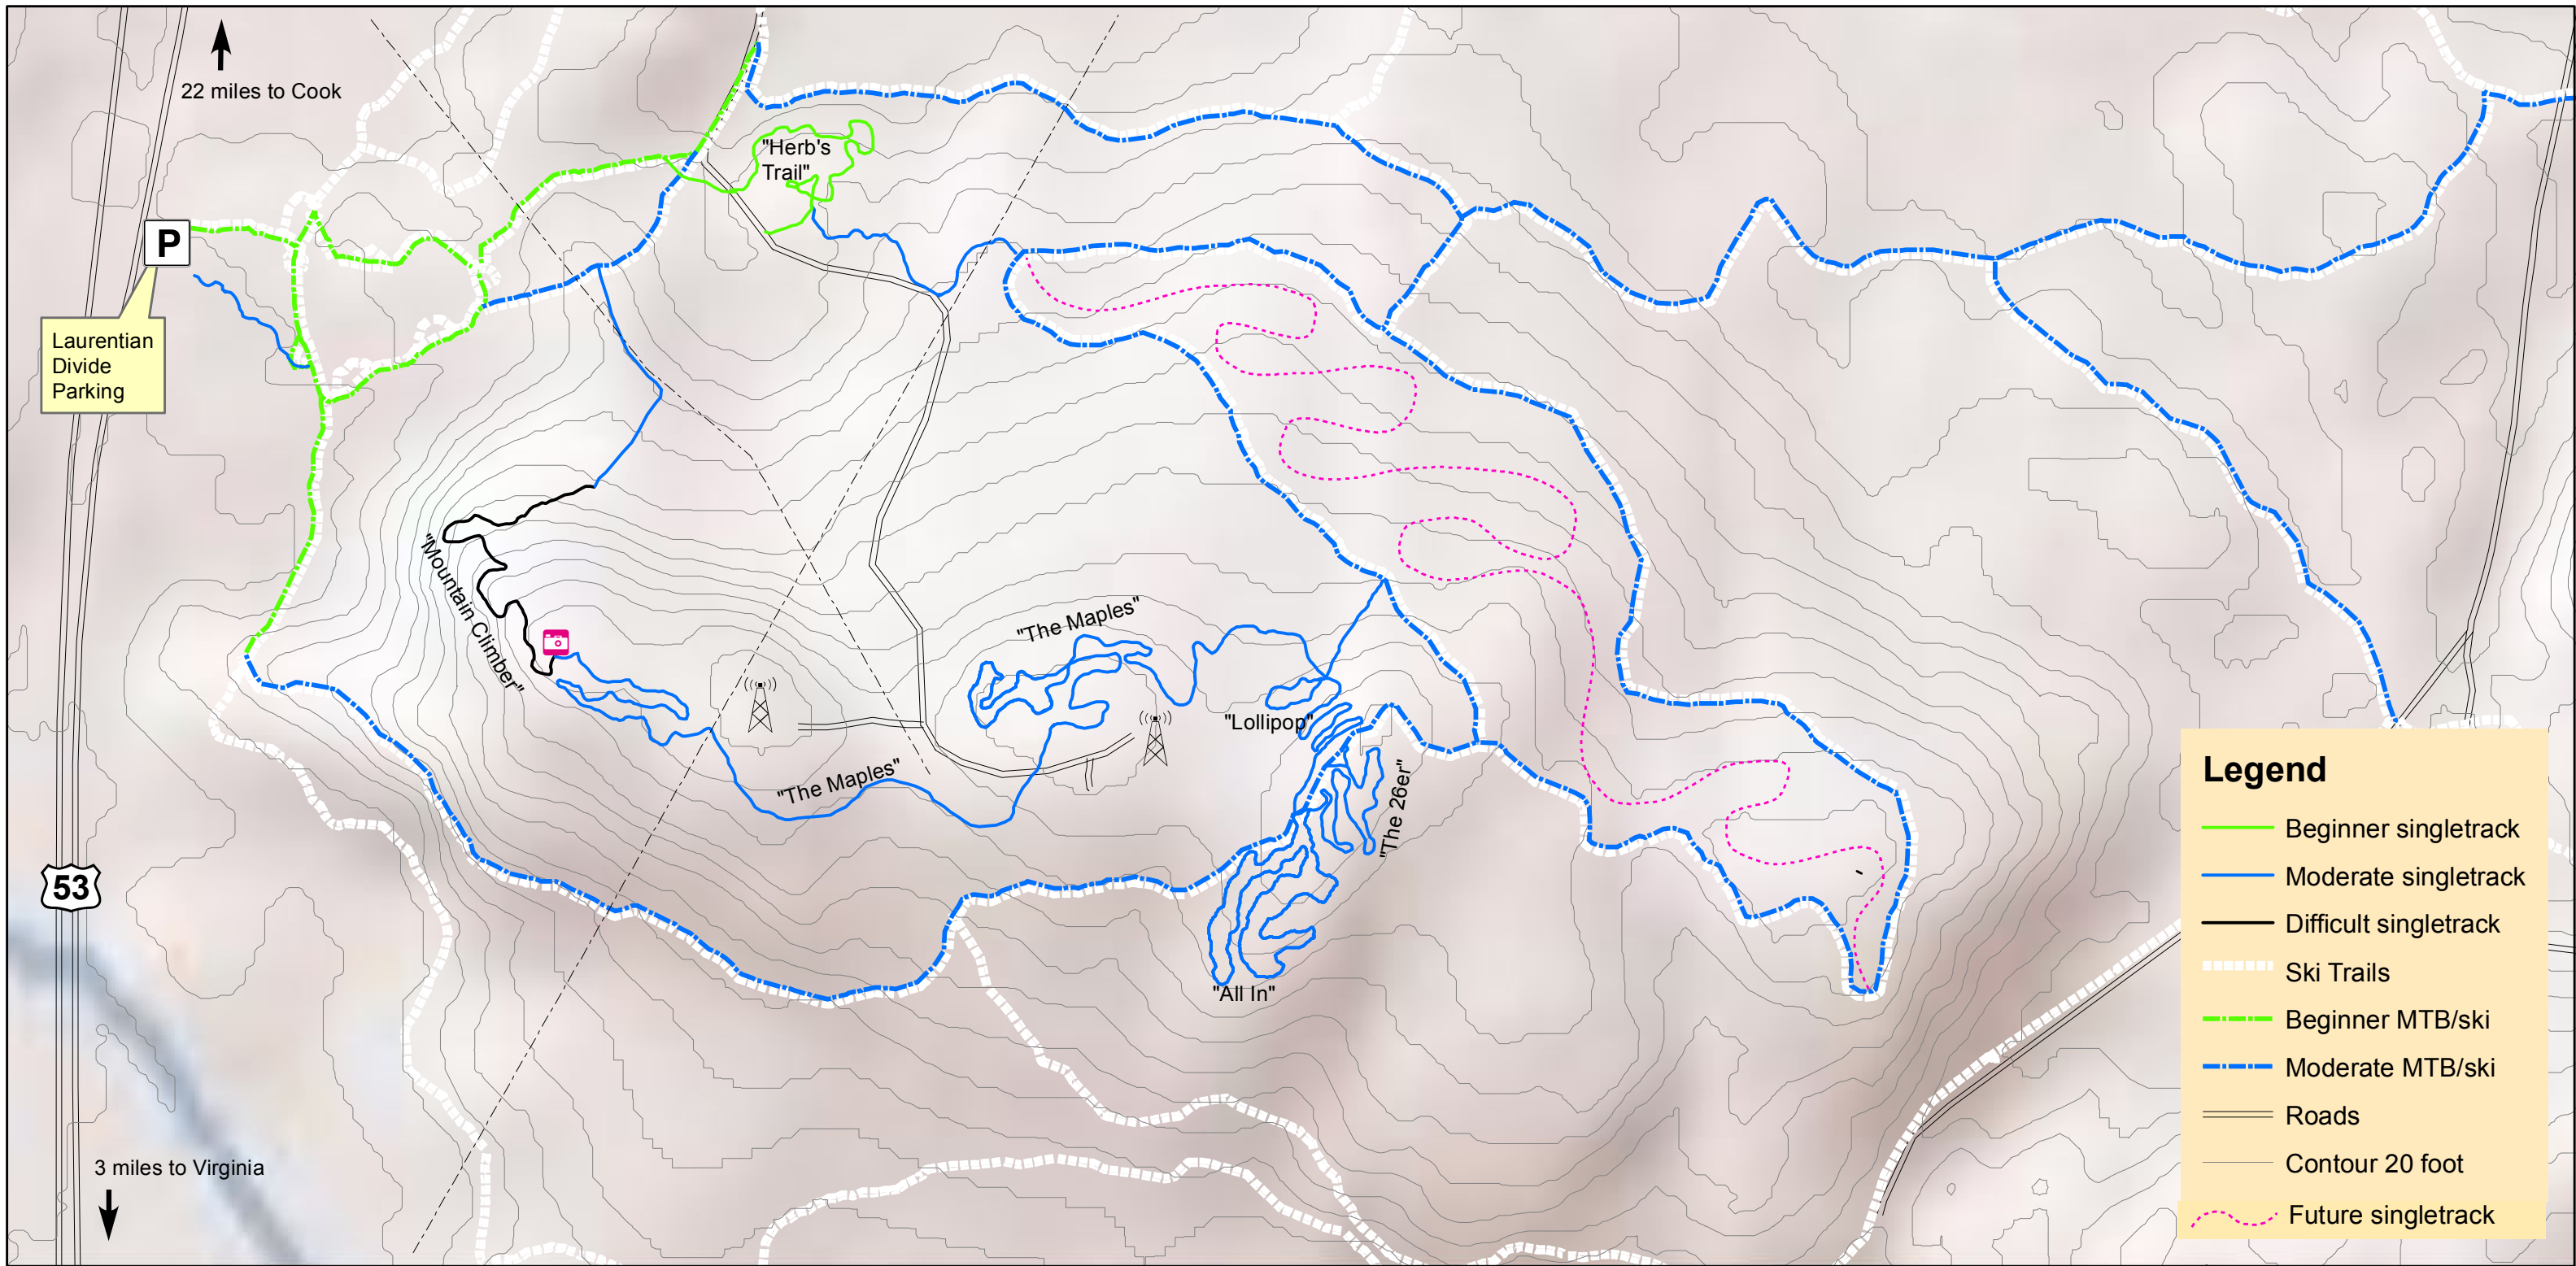 22 miles to Cook
"Herb's
Trail"
P
Laurentian
Divide
Parking
"Mountain Climber"
"The Maples"
"Lollipop"
"The Maples"
"The 26er"
"All In"
53
3 miles to Virginia
Legend
Beginner singletrack
Moderate singletrack
Difficult singletrack
Ski Trails
Beginner MTB/ski
Moderate MTB/ski
Roads
Contour 20 foot
Future singletrack